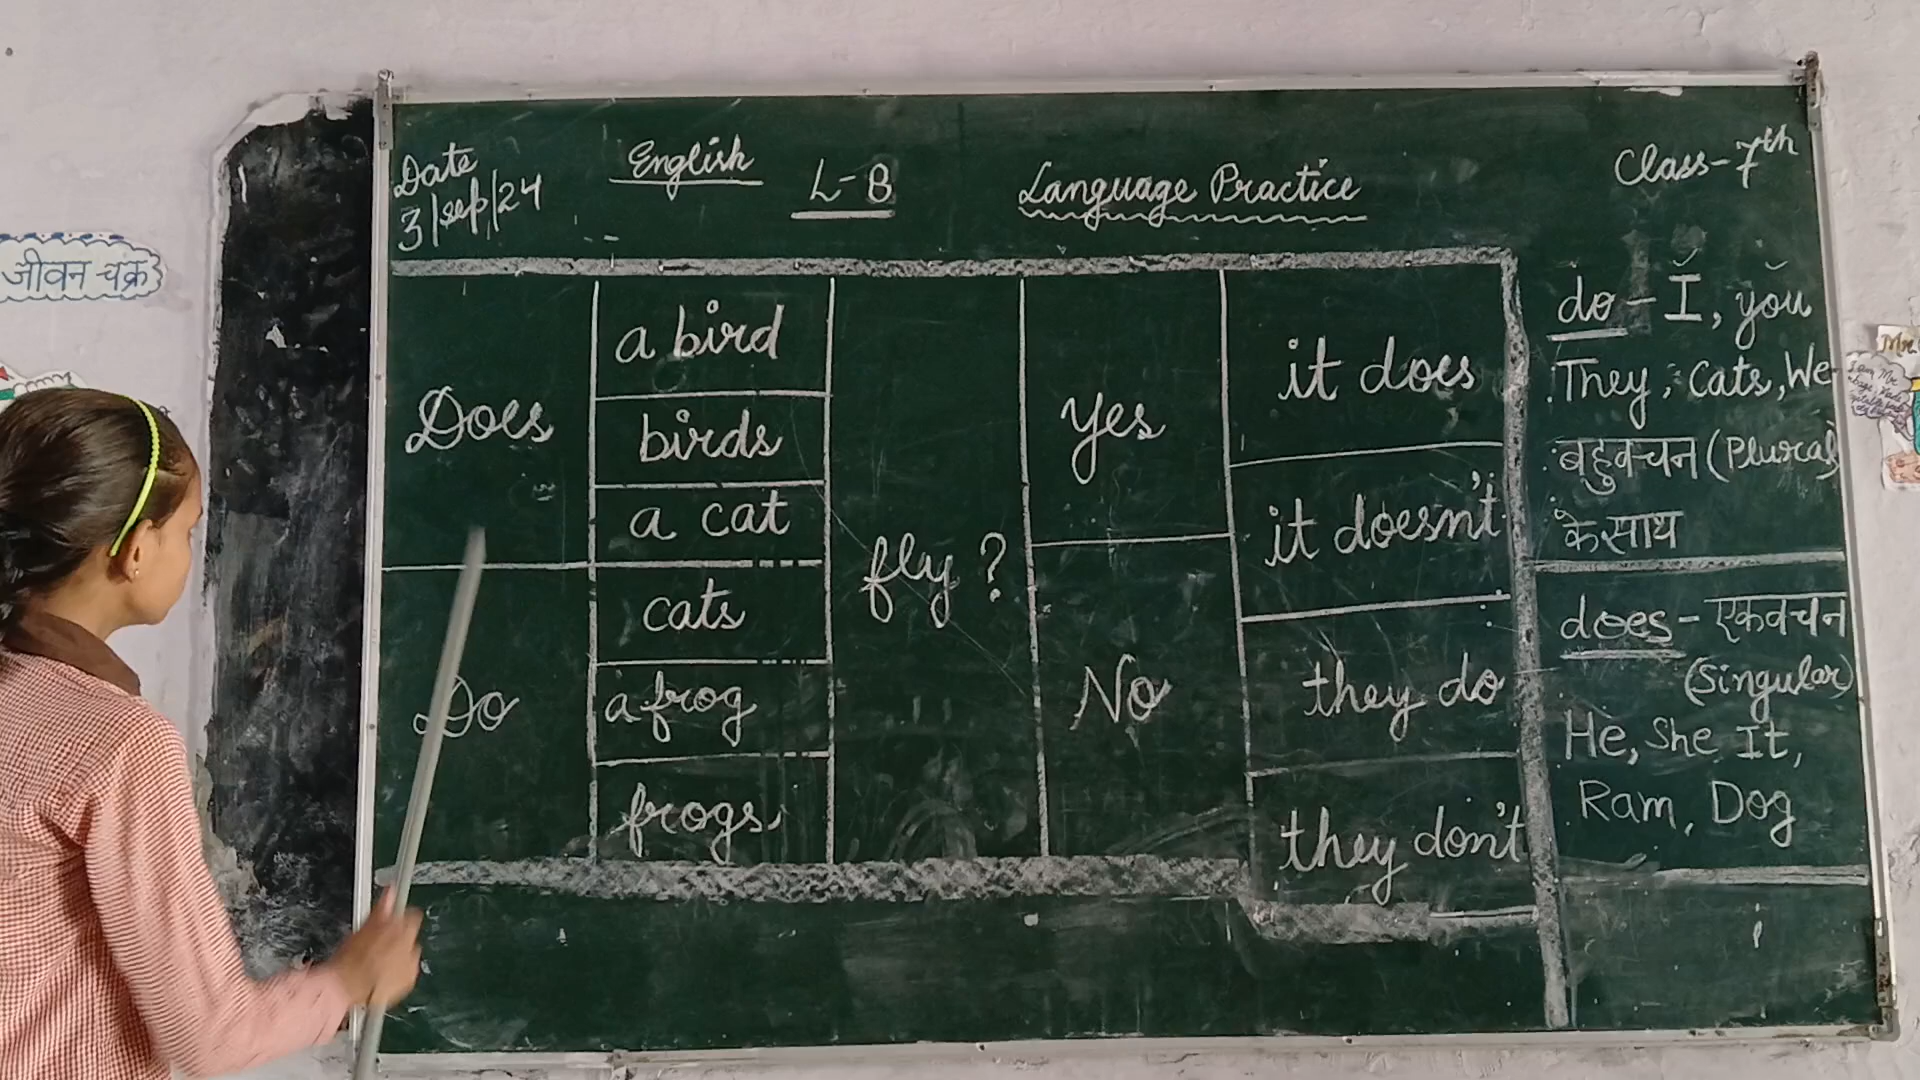 Date
3/sep/24
English
L-8
Language Practice
Class-7th
Does
Do
a bird
birds
a cat
cats
a frog
frogs
fly ?
Yes
No
it does
it doesn't
they do
they don't
do - I, you
They, Cats, We
बहुवचन (Plural)
के साथ
does - एकवचन
(Singular)
He, She It,
Ram, Dog
जीवन चक्र